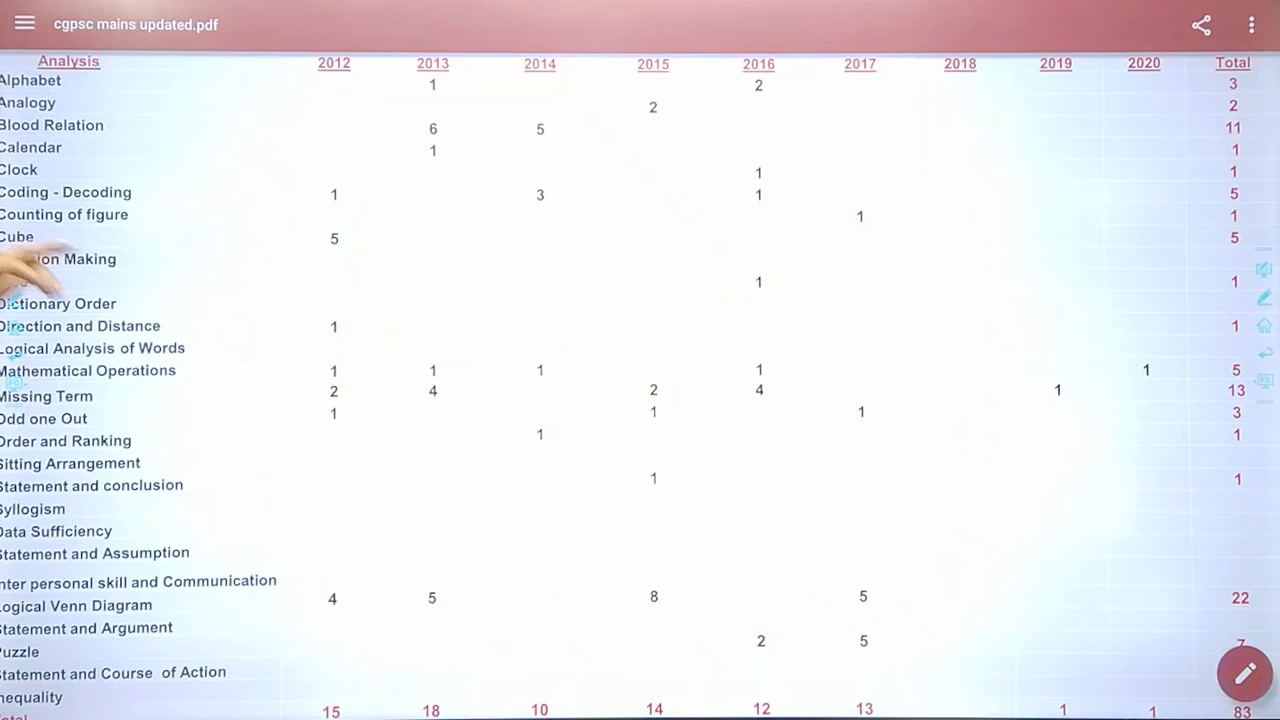 cgpsc mains updated.pdf
Analysis 2012 2013 2014 2015 2016 2017 2018 2019 2020 Total
Alphabet 1 2 3
Analogy 2 2
Blood Relation 6 5 11
Calendar 1 1
Clock 1 1
Coding - Decoding 1 3 1 5
Counting of figure 1 1
Cube 5 5
on Making
1 1
Dictionary Order
Direction and Distance 1 1
Logical Analysis of Words
Mathematical Operations 1 1 1 1 1 5
Missing Term 2 4 2 4 1 13
Odd one Out 1 1 1 3
Order and Ranking 1 1
Sitting Arrangement
Statement and conclusion 1 1
Syllogism
Data Sufficiency
Statement and Assumption
nter personal skill and Communication
ogical Venn Diagram 4 5 8 5 22
Statement and Argument
uzzle 2 5 7
Statement and Course of Action
nequality
15 18 10 14 12 13 1 1 83